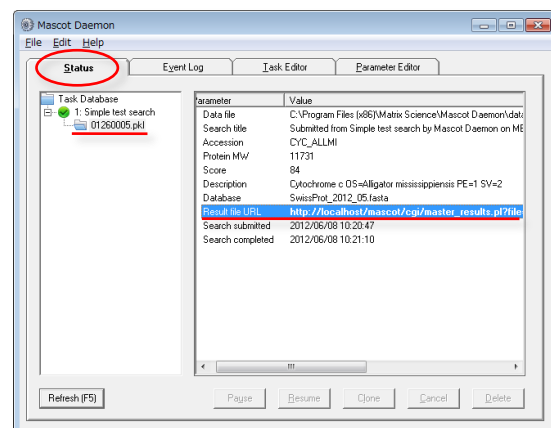 Mascot Daemon
File Edit Help
Status Event Log Task Editor Parameter Editor
Task Database
1: Simple test search
01260005.pkl
Parameter Value
Data file C:\Program Files (x86)\Matrix Science\Mascot Daemon\data
Search title Submitted from Simple test search by Mascot Daemon on ME
Accession CYC_ALLMI
Protein MW 11731
Score 84
Description Cytochrome c OS=Alligator mississippiensis PE=1 SV=2
Database SwissProt_2012_05.fasta
Result file URL http://localhost/mascot/cgi/master_results.pl?file
Search submitted 2012/06/08 10:20:47
Search completed 2012/06/08 10:21:10
Refresh (F5) Pause Resume Clone Cancel Delete